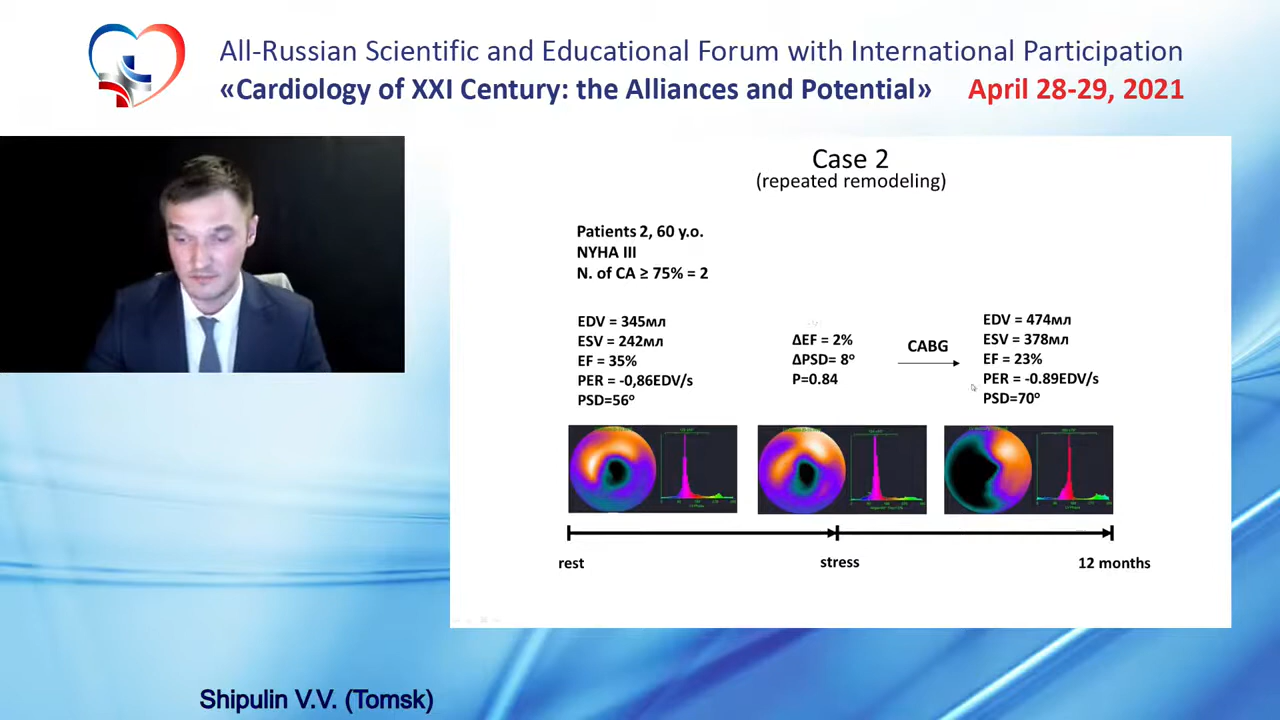 All-Russian Scientific and Educational Forum with International Participation
«Cardiology of XXI Century: the Alliances and Potential» April 28-29, 2021
Case 2
(repeated remodeling)
Patients 2, 60 y.o.
NYHA III
N. of CA ≥ 75% = 2
EDV = 345мл
ESV = 242мл
EF = 35%
PER = -0,86EDV/s
PSD=56º
ΔEF = 2%
ΔPSD= 8º
P=0.84
CABG
EDV = 474мл
ESV = 378мл
EF = 23%
PER = -0.89EDV/s
PSD=70º
rest
stress
12 months
Shipulin V.V. (Tomsk)